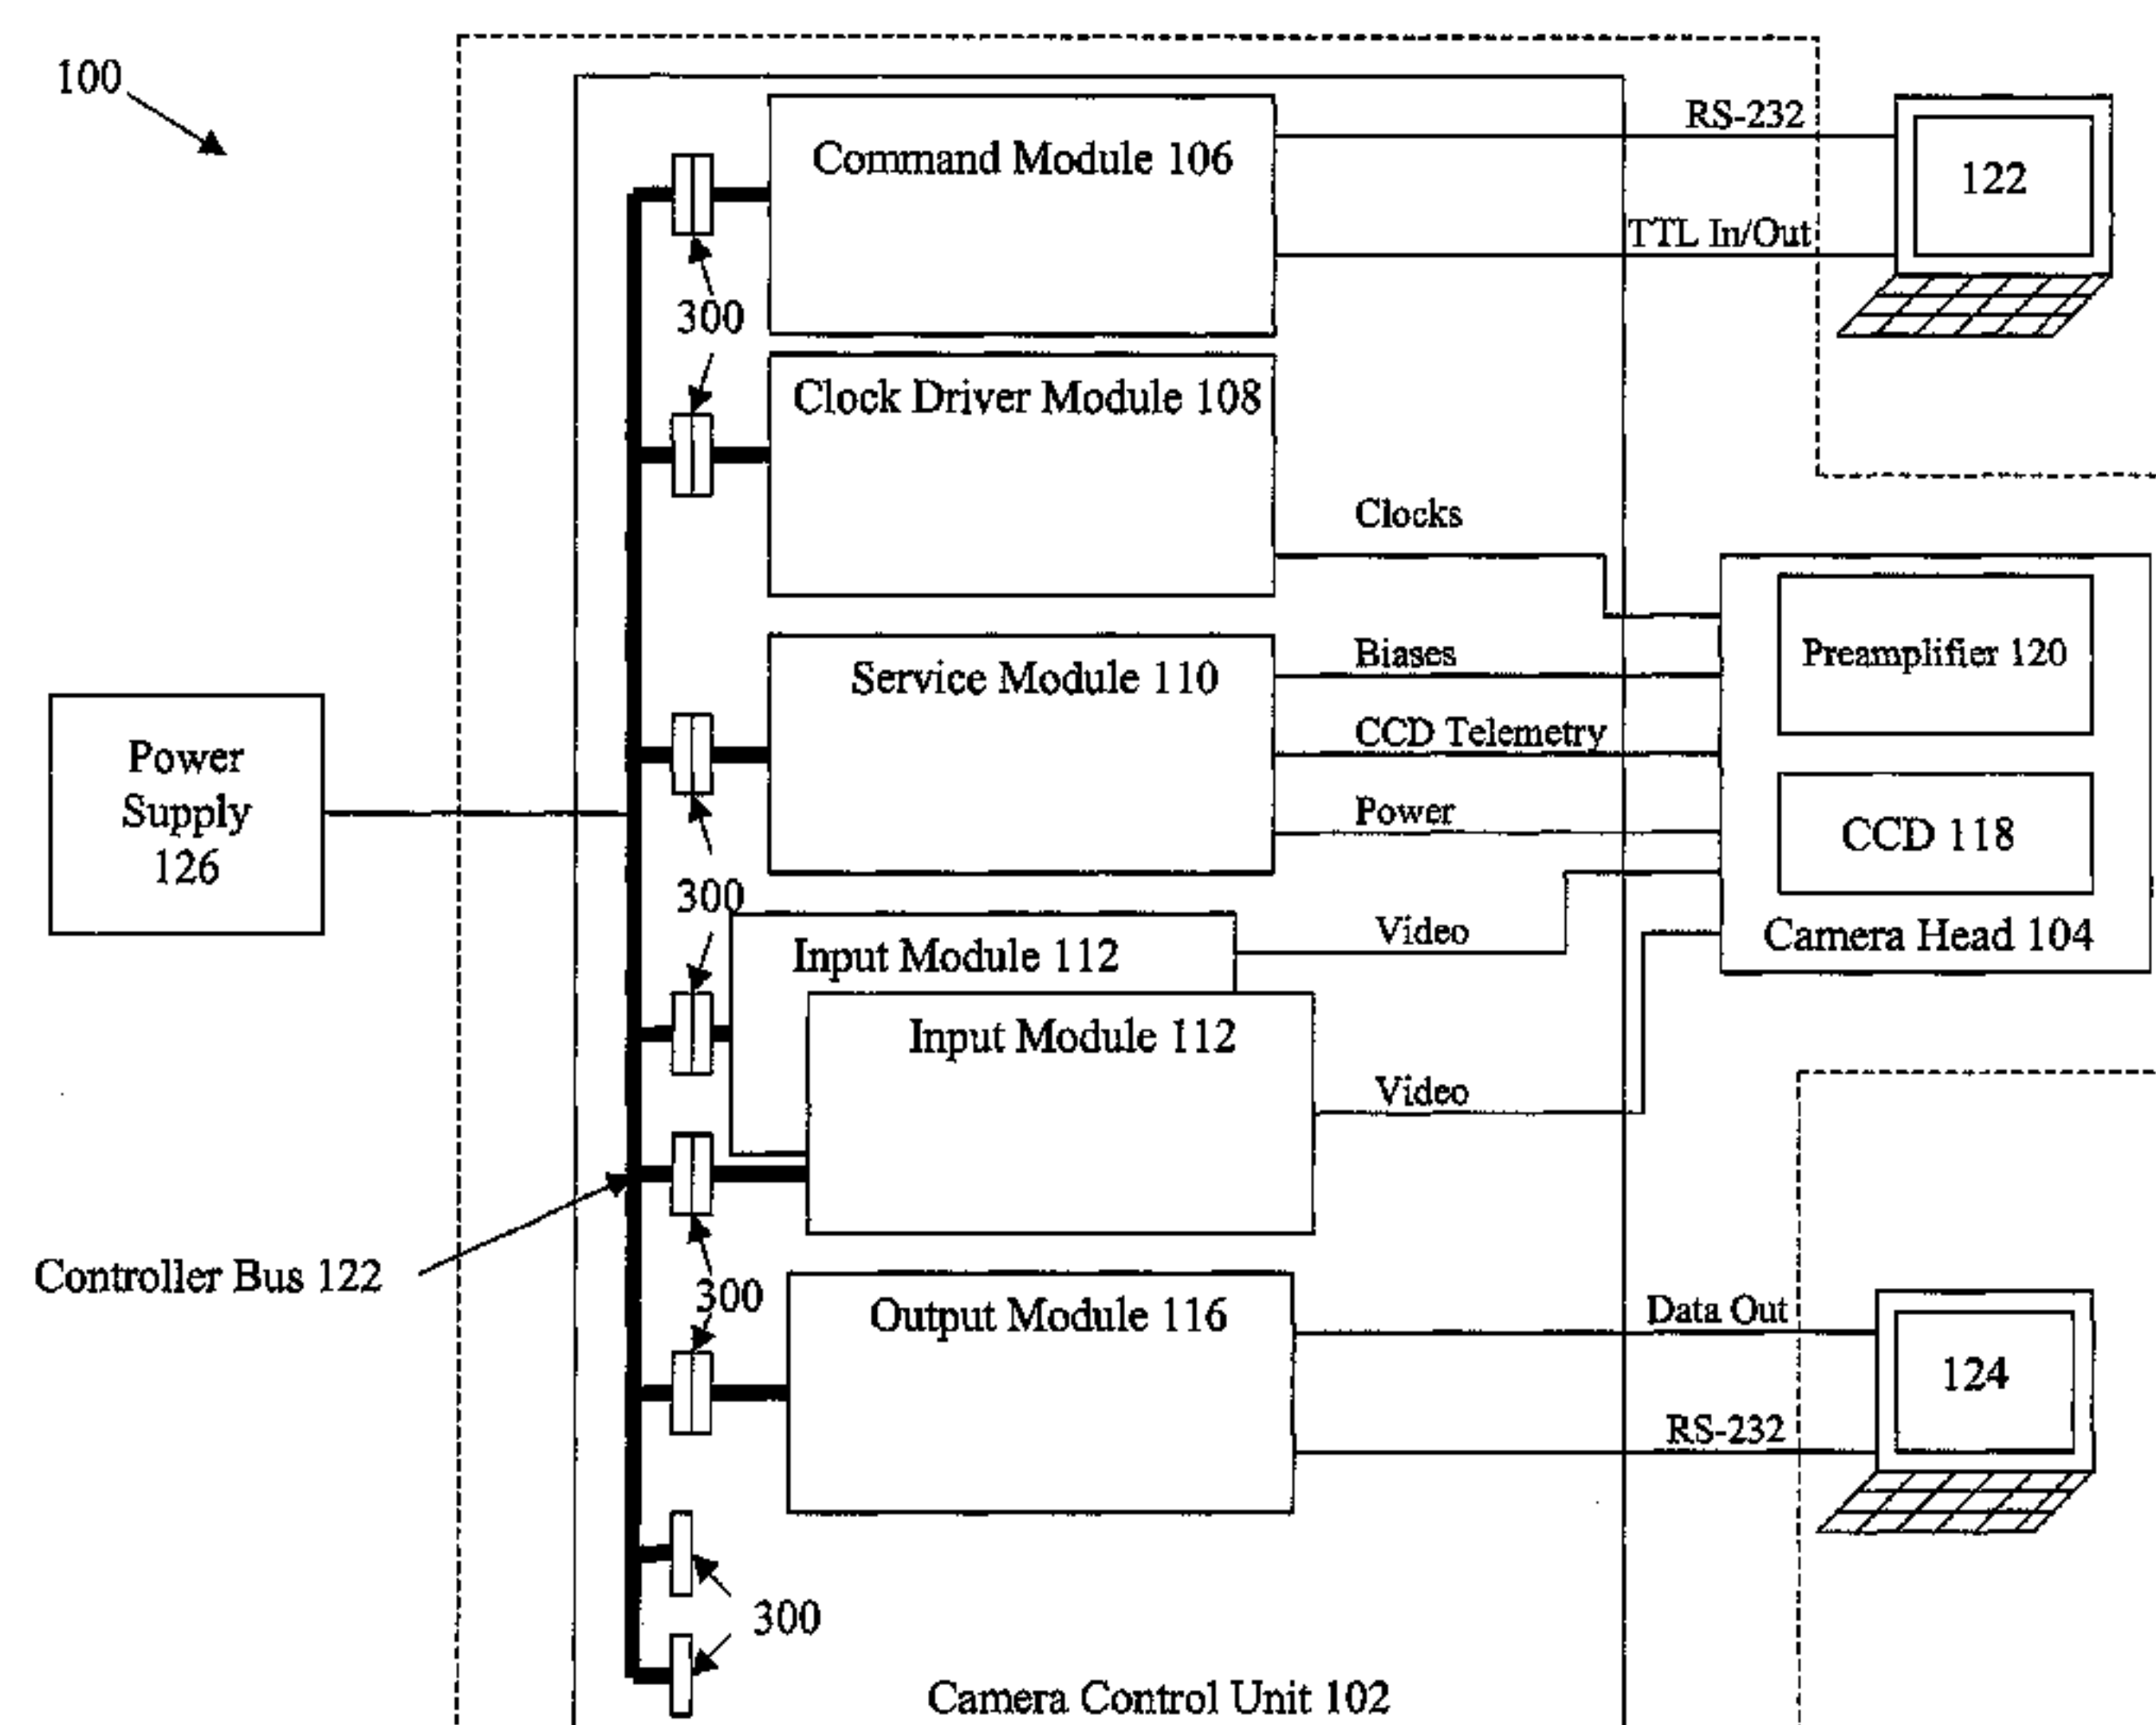 100
Command Module 106
RS-232
122
TTL In/Out
300
Clock Driver Module 108
Clocks
Biases
Preamplifier 120
Service Module 110
CCD Telemetry
Power
Supply
126
Power
CCD 118
300
Video
Camera Head 104
Input Module 112
Input Module 112
Video
Controller Bus 122
300
Output Module 116
Data Out
124
RS-232
300
Camera Control Unit 102